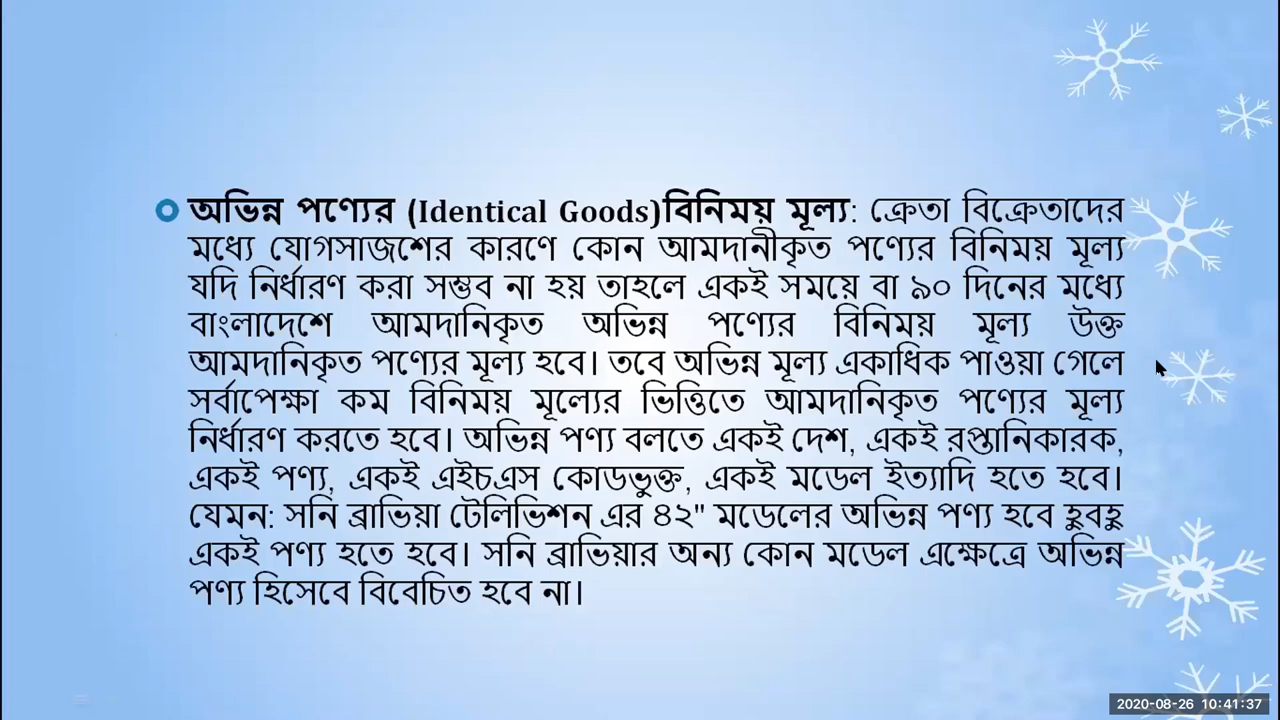 অভিন্ন পণ্যের (Identical Goods)বিনিময় মূল্য: ক্রেতা বিক্রেতাদের
মধ্যে যোগসাজশের কারণে কোন আমদানীকৃত পণ্যের বিনিময় মূল্য
যদি নির্ধারণ করা সম্ভব না হয় তাহলে একই সময়ে বা ৯০ দিনের মধ্যে
বাংলাদেশে আমদানিকৃত অভিন্ন পণ্যের বিনিময় মূল্য উক্ত
আমদানিকৃত পণ্যের মূল্য হবে। তবে অভিন্ন মূল্য একাধিক পাওয়া গেলে
সর্বাপেক্ষা কম বিনিময় মূল্যের ভিত্তিতে আমদানিকৃত পণ্যের মূল্য
নির্ধারণ করতে হবে। অভিন্ন পণ্য বলতে একই দেশ, একই রপ্তানিকারক,
একই পণ্য, একই এইচএস কোডভুক্ত, একই মডেল ইত্যাদি হতে হবে।
যেমন: সনি ব্রাভিয়া টেলিভিশন এর ৪২" মডেলের অভিন্ন পণ্য হবে হুবহু
একই পণ্য হতে হবে। সনি ব্রাভিয়ার অন্য কোন মডেল এক্ষেত্রে অভিন্ন
পণ্য হিসেবে বিবেচিত হবে না।
2020-08-26 10:41:37